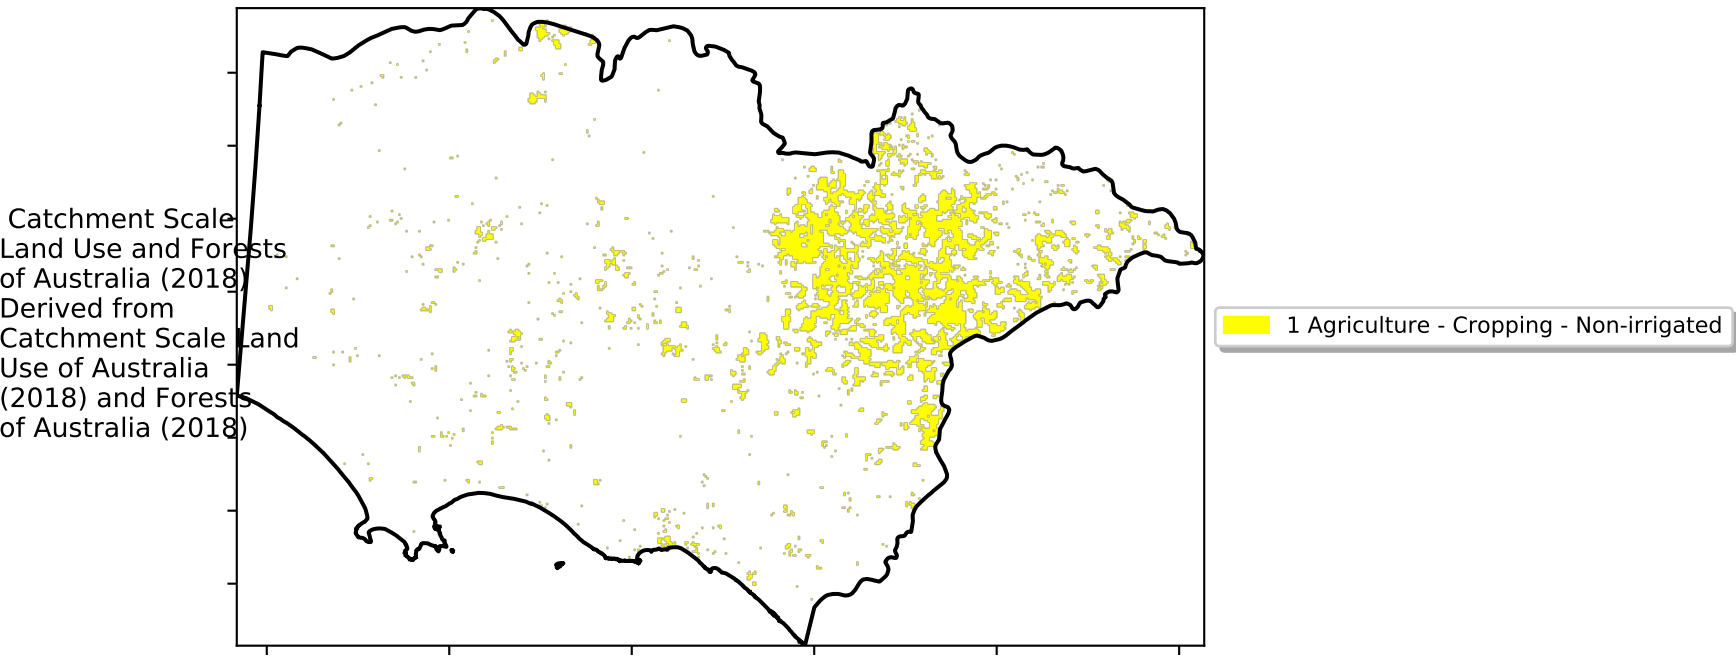 Catchment Scale
Land Use and Forests
of Australia (2018)
Derived from
Catchment Scale Land
Use of Australia
(2018) and Forests
of Australia (2018)
1 Agriculture - Cropping - Non-irrigated